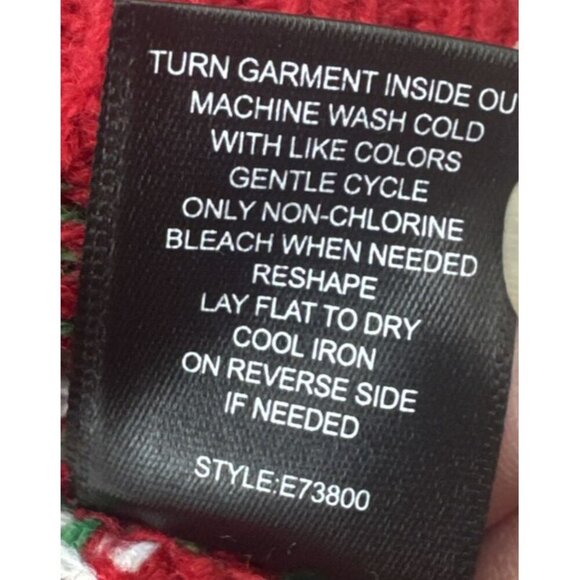 TURN GARMENT INSIDE OU
MACHINE WASH COLD
WITH LIKE COLORS
GENTLE CYCLE
ONLY NON-CHLORINE
BLEACH WHEN NEEDED
RESHAPE
LAY FLAT TO DRY
COOL IRON
ON REVERSE SIDE
IF NEEDED
STYLE:E73800